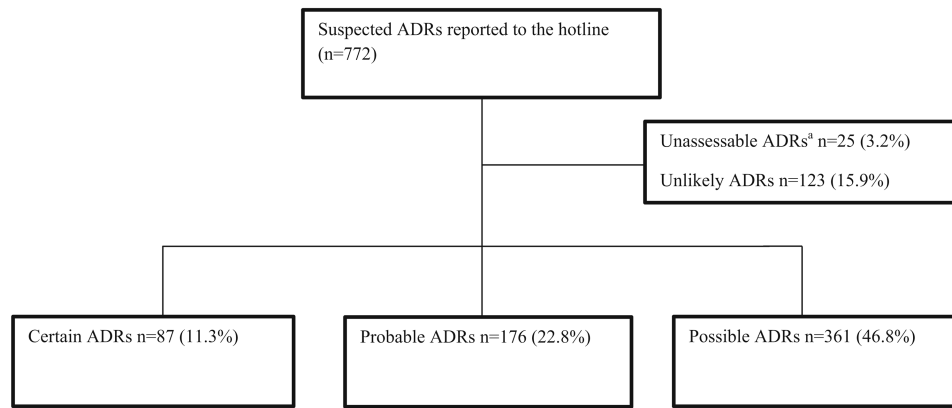 Suspected ADRs reported to the hotline
(n=772)
Unassessable ADRsᵃ n=25 (3.2%)
Unlikely ADRs n=123 (15.9%)
Certain ADRs n=87 (11.3%)
Probable ADRs n=176 (22.8%)
Possible ADRs n=361 (46.8%)